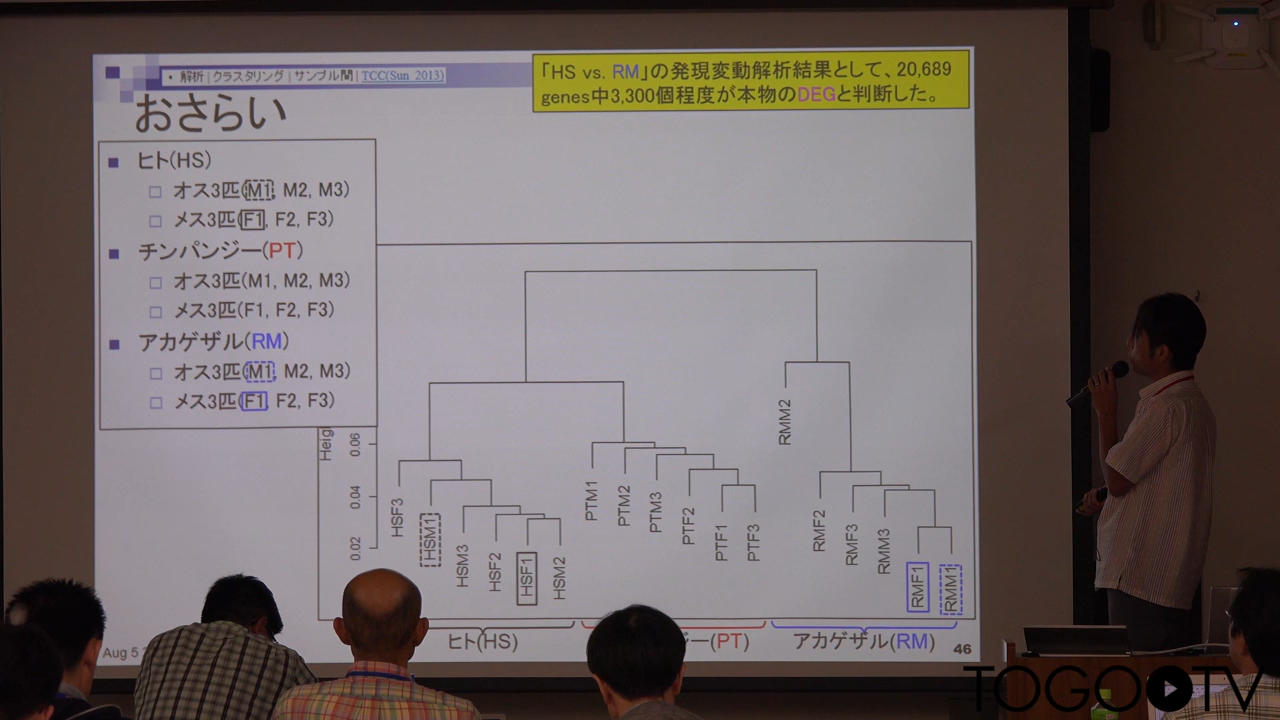 • 解析 | クラスタリング | サンプル間 | TCC(Sun_2013)
「HS vs. RM」の発現変動解析結果として、20,689
genes中3,300個程度が本物のDEGと判断した。
おさらい
ヒト(HS)
オス3匹(M1, M2, M3)
メス3匹(F1, F2, F3)
チンパンジー(PT)
オス3匹(M1, M2, M3)
メス3匹(F1, F2, F3)
アカゲザル(RM)
オス3匹(M1, M2, M3)
メス3匹(F1, F2, F3)
0.06
0.04
0.02
HSF3
HSM1
HSM3
HSF2
HSF1
HSM2
PTM1
PTM2
PTM3
PTF2
PTF1
PTF3
RMM2
RMF2
RMF3
RMM3
RMF1
RMM1
ヒト(HS)
ー(PT)
アカゲザル(RM)
Aug 5
46
TOGO TV